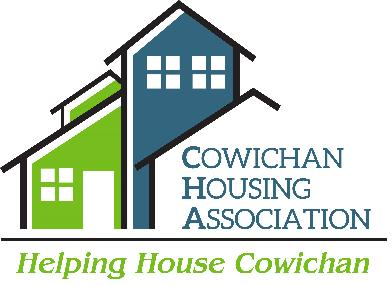 COWICHAN
HOUSING
ASSOCIATION
Helping House Cowichan